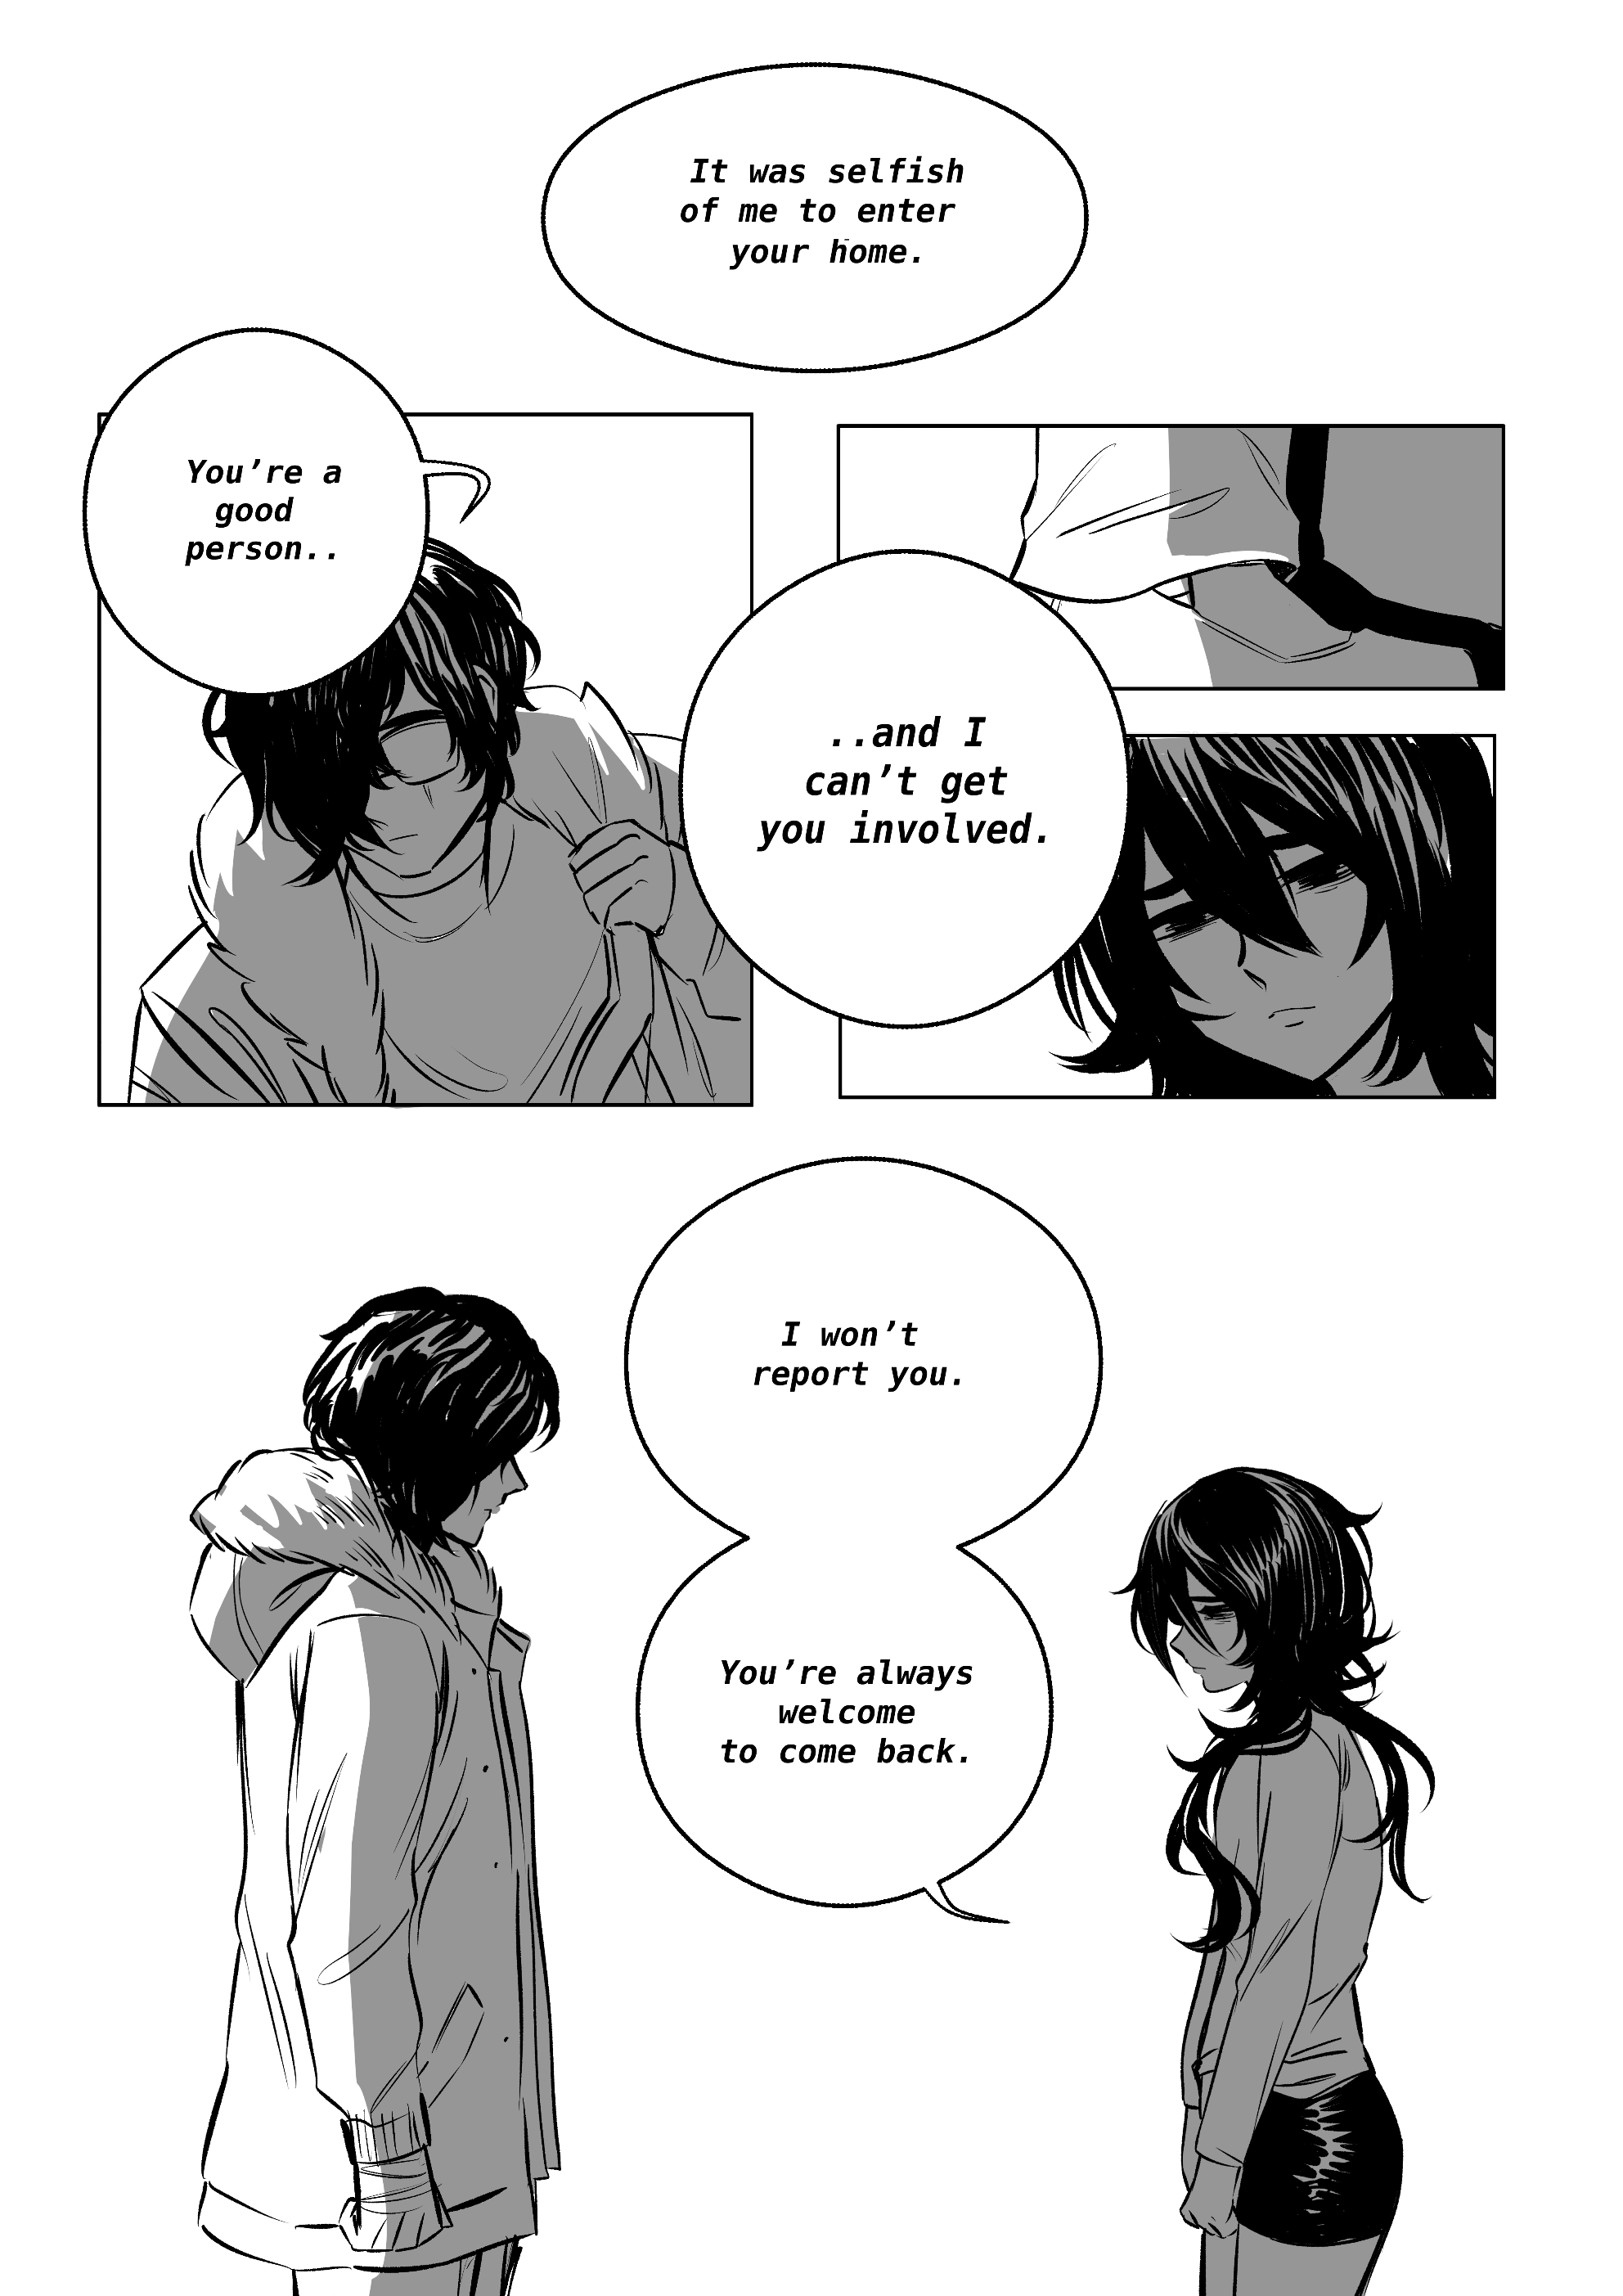 It was selfish
of me to enter
your home.
You're a
good
person..
..and I
can't get
you involved.
I won't
report you.
You're always
welcome
to come back.